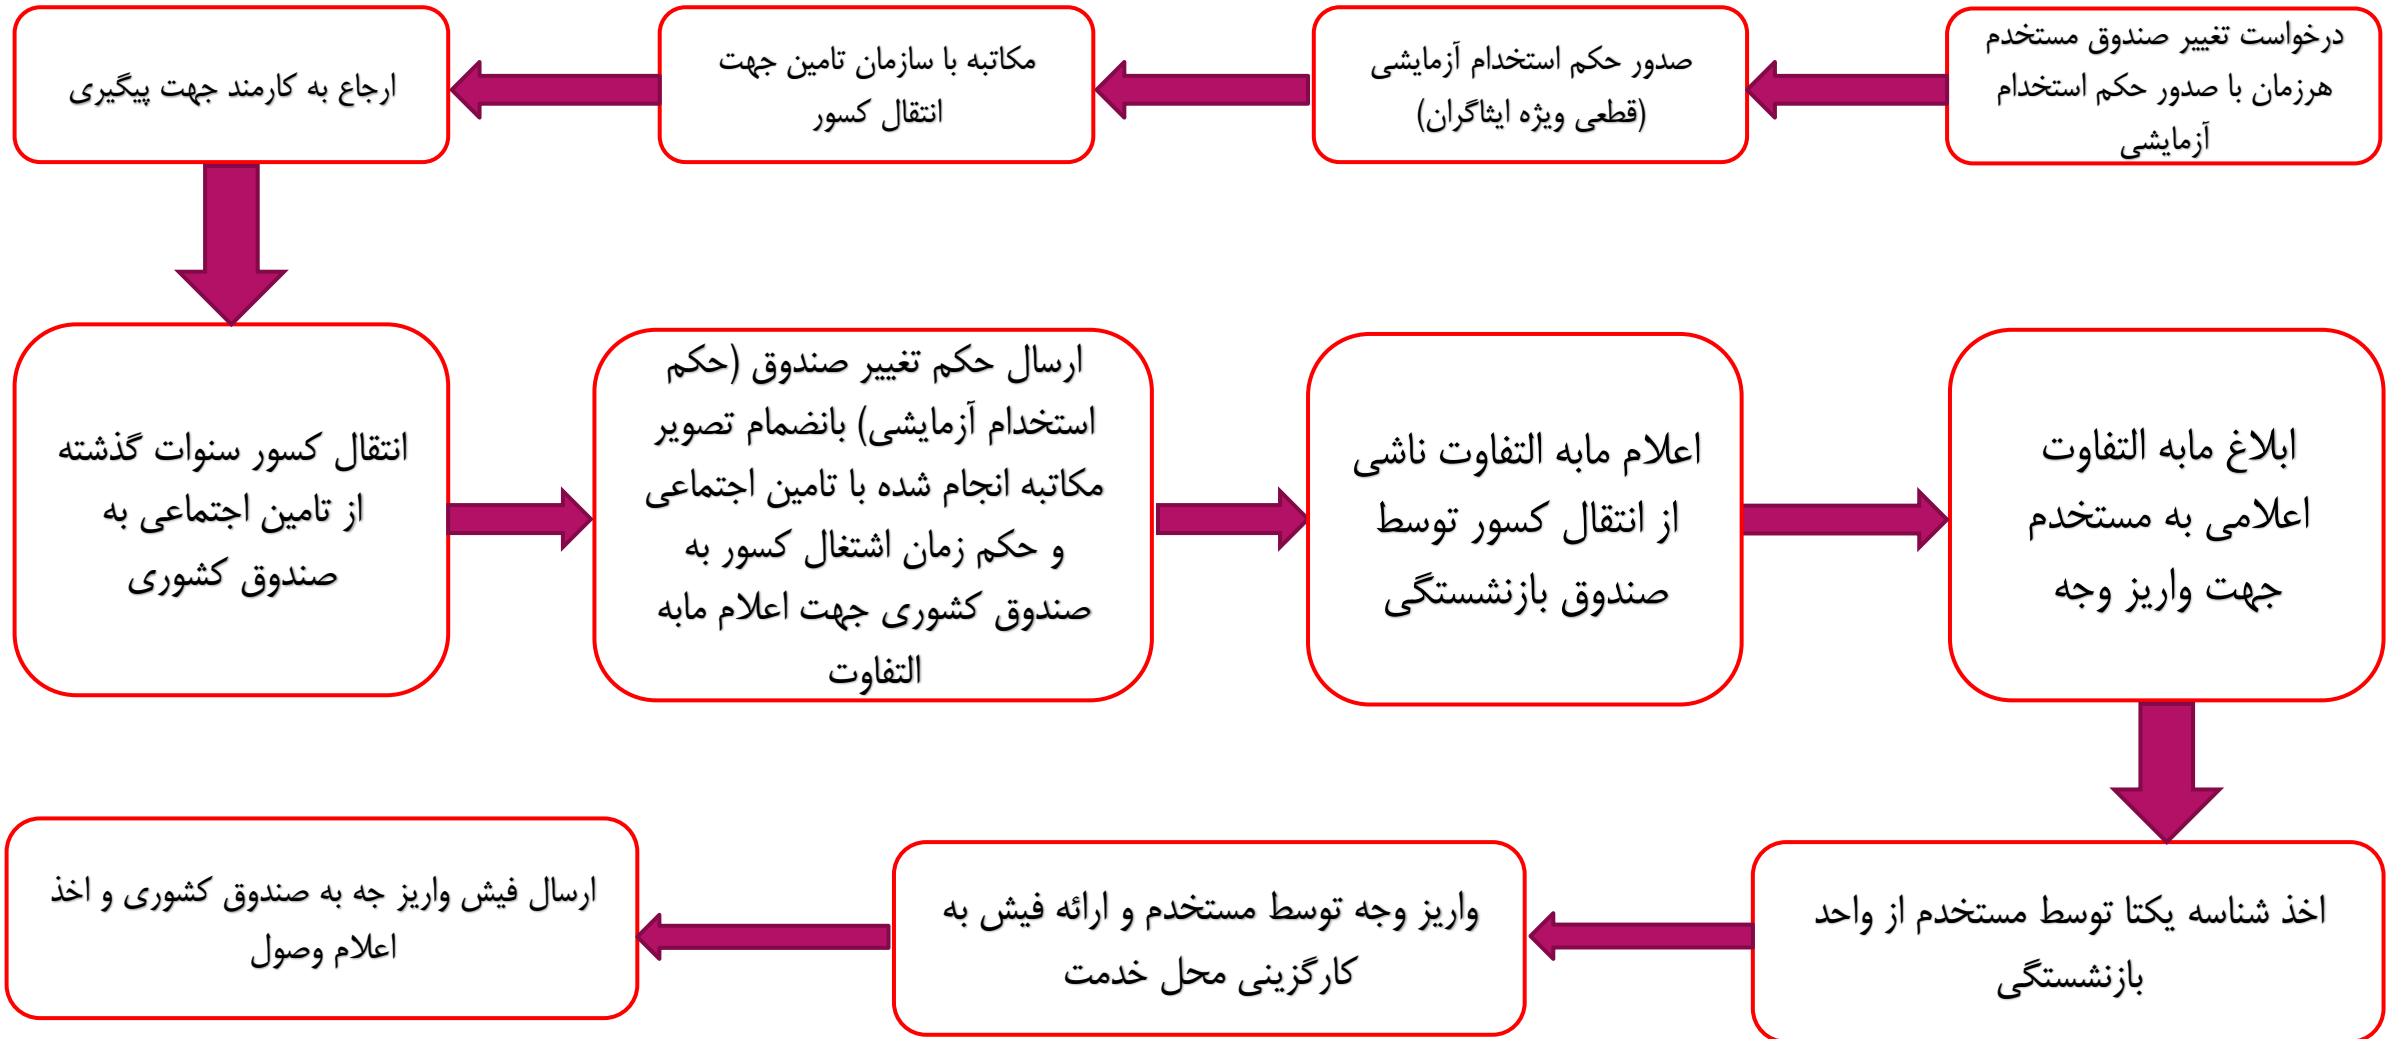 درخواست تغییر صندوق مستخدم
هرزمان با صدور حکم استخدام
آزمایشی
صدور حکم استخدام آزمایشی
(قطعی ویژه ایثاگران)
مکاتبه با سازمان تامین جهت
انتقال کسور
ارجاع به کارمند جهت پیگیری
انتقال کسور سنوات گذشته
از تامین اجتماعی به
صندوق کشوری
ارسال حکم تغییر صندوق (حکم
استخدام آزمایشی) بانضمام تصویر
مکاتبه انجام شده با تامین اجتماعی
و حکم زمان اشتغال کسور به
صندوق کشوری جهت اعلام مابه
التفاوت
اعلام مابه التفاوت ناشی
از انتقال کسور توسط
صندوق بازنشستگی
ابلاغ مابه التفاوت
اعلامی به مستخدم
جهت واریز وجه
اخذ شناسه یکتا توسط مستخدم از واحد
بازنشستگی
واریز وجه توسط مستخدم و ارائه فیش به
کارگزینی محل خدمت
ارسال فیش واریز جه به صندوق کشوری و اخذ
اعلام وصول